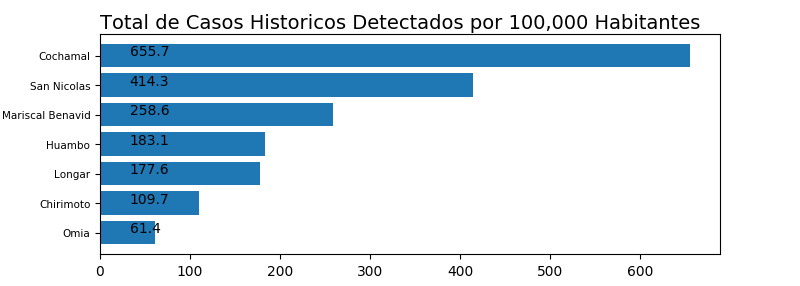 Total de Casos Historicos Detectados por 100,000 Habitantes
Cochamal 655.7
San Nicolas 414.3
Mariscal Benavid 258.6
Huambo 183.1
Longar 177.6
Chirimoto 109.7
Omia 61.4
0 100 200 300 400 500 600